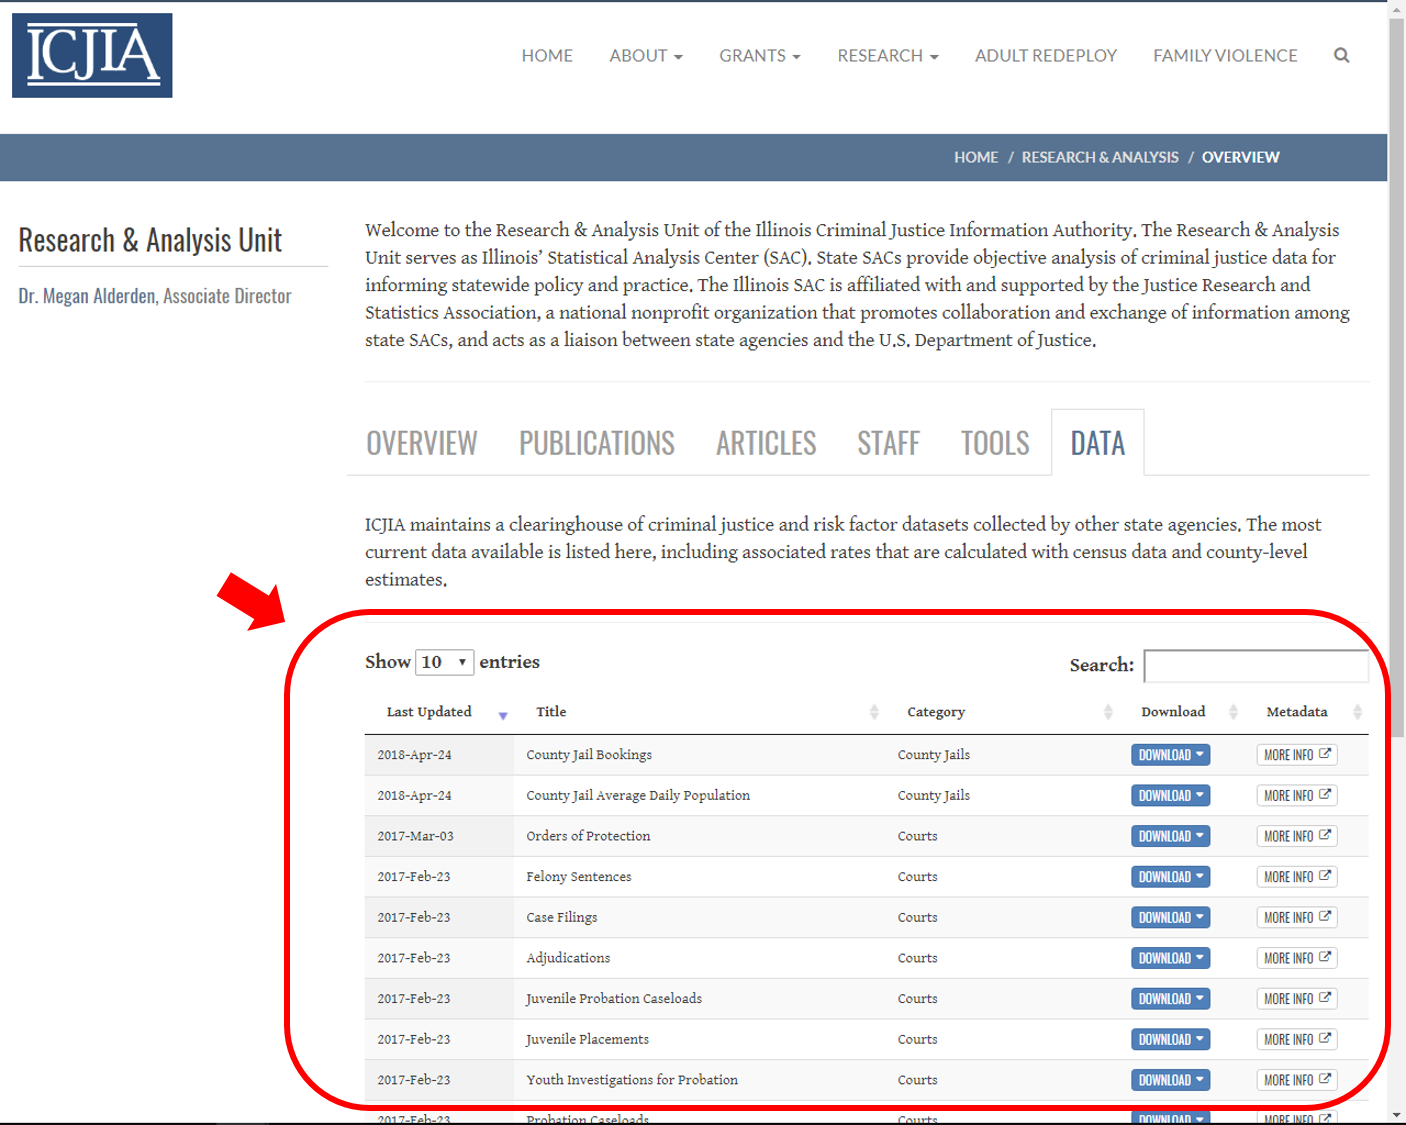 ICJIA
HOME ABOUT GRANTS RESEARCH ADULT REDEPLOY FAMILY VIOLENCE
HOME / RESEARCH & ANALYSIS / OVERVIEW
Research & Analysis Unit
Dr. Megan Alderden, Associate Director
Welcome to the Research & Analysis Unit of the Illinois Criminal Justice Information Authority. The Research & Analysis
Unit serves as Illinois' Statistical Analysis Center (SAC). State SACs provide objective analysis of criminal justice data for
informing statewide policy and practice. The Illinois SAC is affiliated with and supported by the Justice Research and
Statistics Association, a national nonprofit organization that promotes collaboration and exchange of information among
state SACs, and acts as a liaison between state agencies and the U.S. Department of Justice.
OVERVIEW PUBLICATIONS ARTICLES STAFF TOOLS DATA
ICJIA maintains a clearinghouse of criminal justice and risk factor datasets collected by other state agencies. The most
current data available is listed here, including associated rates that are calculated with census data and county-level
estimates.
Show 10 entries Search:
Last Updated Title Category Download Metadata
2018-Apr-24 County Jail Bookings County Jails DOWNLOAD MORE INFO
2018-Apr-24 County Jail Average Daily Population County Jails DOWNLOAD MORE INFO
2017-Mar-03 Orders of Protection Courts DOWNLOAD MORE INFO
2017-Feb-23 Felony Sentences Courts DOWNLOAD MORE INFO
2017-Feb-23 Case Filings Courts DOWNLOAD MORE INFO
2017-Feb-23 Adjudications Courts DOWNLOAD MORE INFO
2017-Feb-23 Juvenile Probation Caseloads Courts DOWNLOAD MORE INFO
2017-Feb-23 Juvenile Placements Courts DOWNLOAD MORE INFO
2017-Feb-23 Youth Investigations for Probation Courts DOWNLOAD MORE INFO
2017-Feb-23 Probation Caseloads Courts DOWNLOAD MORE INFO